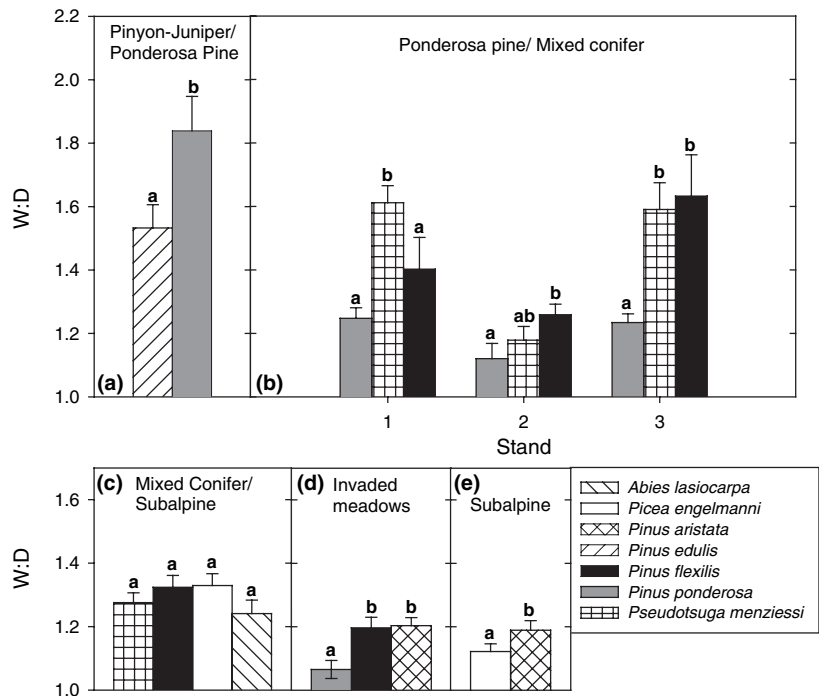 2.2
2.0
1.8
1.6
1.4
1.2
1.0
W:D
Pinyon-Juniper/
Ponderosa Pine
a
b
(a)
Ponderosa pine/ Mixed conifer
a
b
a
a
ab
b
a
b
b
(b)
1
2
3
Stand
1.6
1.4
1.2
1.0
W:D
(c) Mixed Conifer/
Subalpine
a
a
a
a
(d) Invaded
meadows
a
b
b
(e)
Subalpine
a
b
Abies lasiocarpa
Picea engelmanni
Pinus aristata
Pinus edulis
Pinus flexilis
Pinus ponderosa
Pseudotsuga menziessi